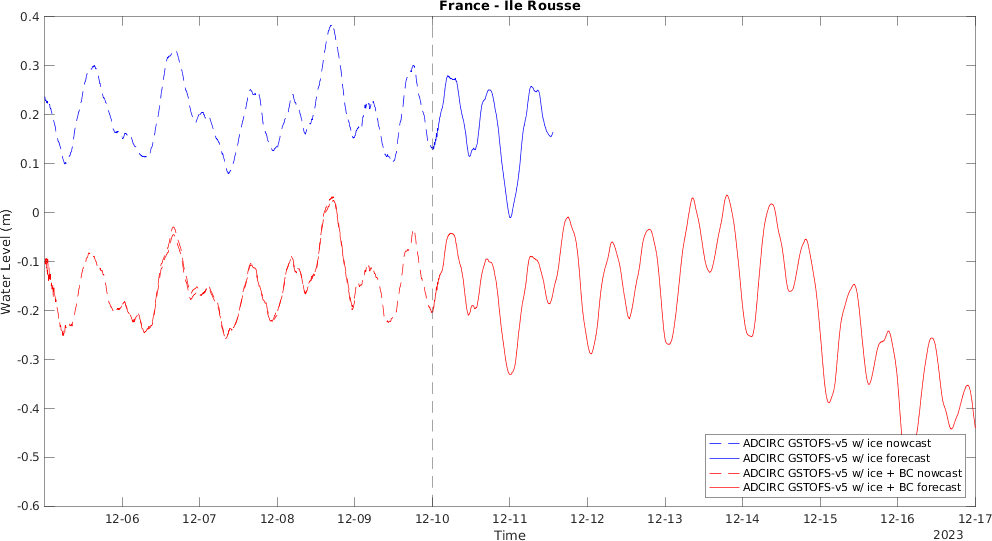 France - Ile Rousse
0.4
0.3
0.2
0.1
0
-0.1
-0.2
-0.3
-0.4
-0.5
-0.6
Water Level (m)
ADCIRC GSTOFS-v5 w/ ice nowcast
ADCIRC GSTOFS-v5 w/ ice forecast
ADCIRC GSTOFS-v5 w/ ice + BC nowcast
ADCIRC GSTOFS-v5 w/ ice + BC forecast
12-06 12-07 12-08 12-09 12-10 12-11 12-12 12-13 12-14 12-15 12-16 12-17
Time
2023